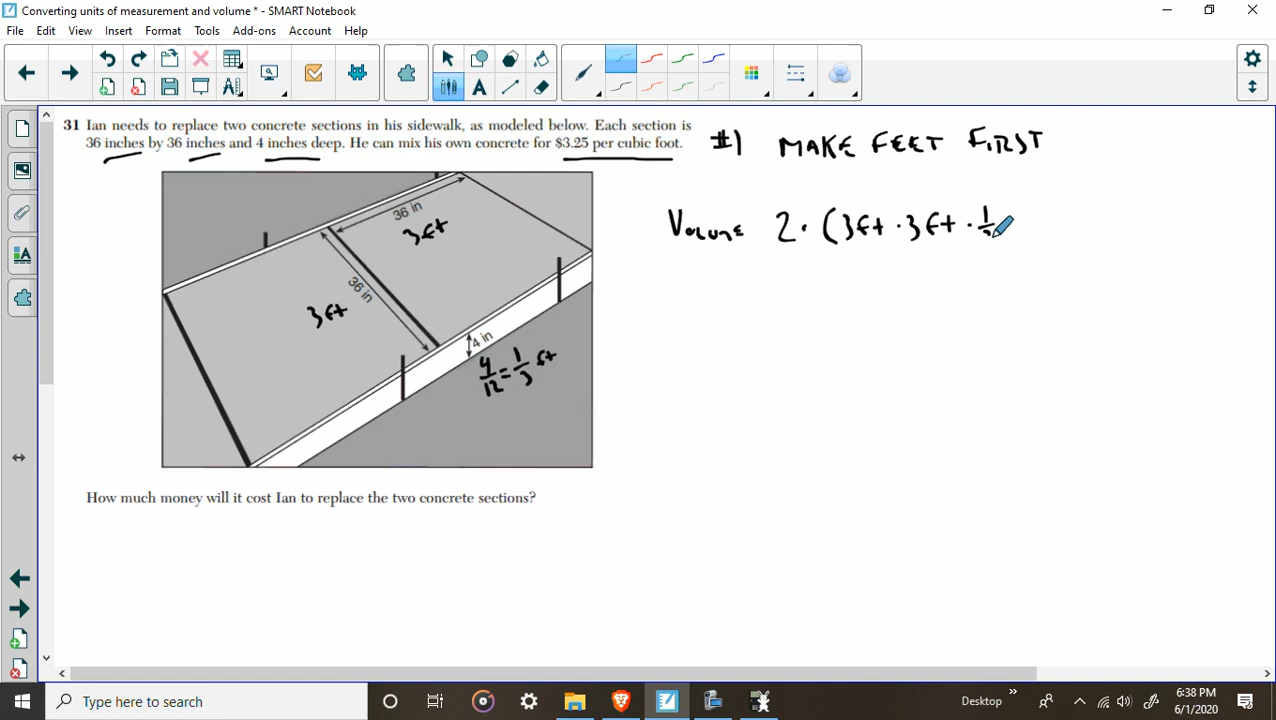 Converting units of measurement and volume * - SMART Notebook
File Edit View Insert Format Tools Add-ons Account Help
31 Ian needs to replace two concrete sections in his sidewalk, as modeled below. Each section is
36 inches by 36 inches and 4 inches deep. He can mix his own concrete for $3.25 per cubic foot.
#1 MAKE FEET FIRST
36 in
3ft
Volume 2 · (3ft · 3ft · 1/
36 in
3ft
4 in
4/12 = 1/3 ft
How much money will it cost Ian to replace the two concrete sections?
Type here to search
Desktop
6:38 PM
6/1/2020